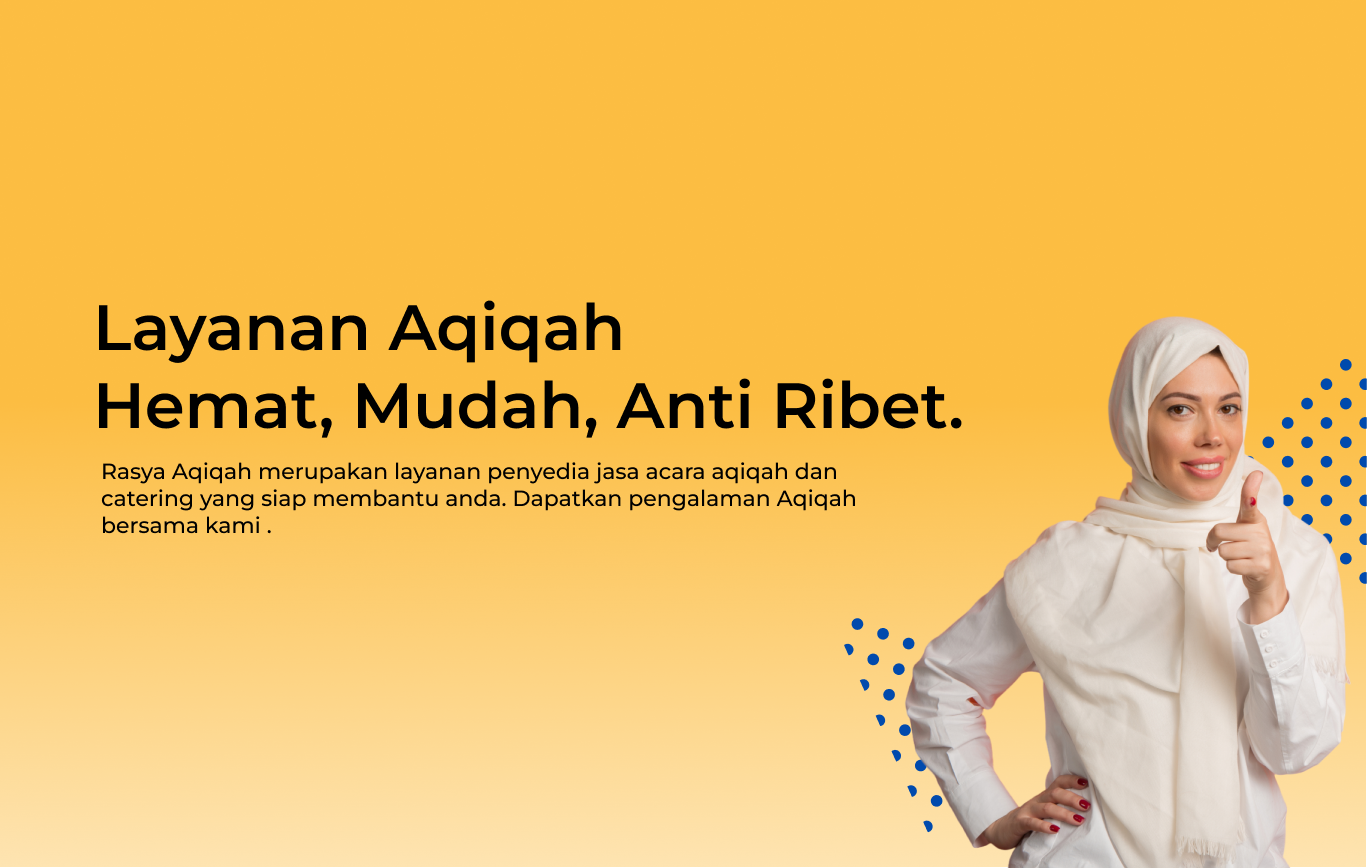 Layanan Aqiqah
Hemat, Mudah, Anti Ribet.
Rasya Aqiqah merupakan layanan penyedia jasa acara aqiqah dan
catering yang siap membantu anda. Dapatkan pengalaman Aqiqah
bersama kami .